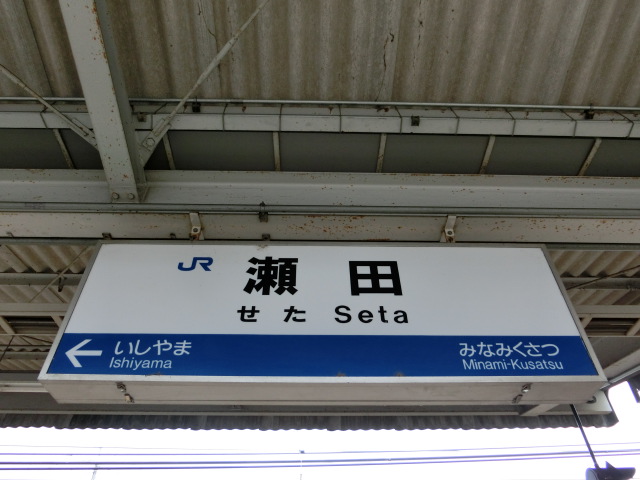 JR 瀬田
せた Seta
← いしやま みなみくさつ
Ishiyama Minami-Kusatsu